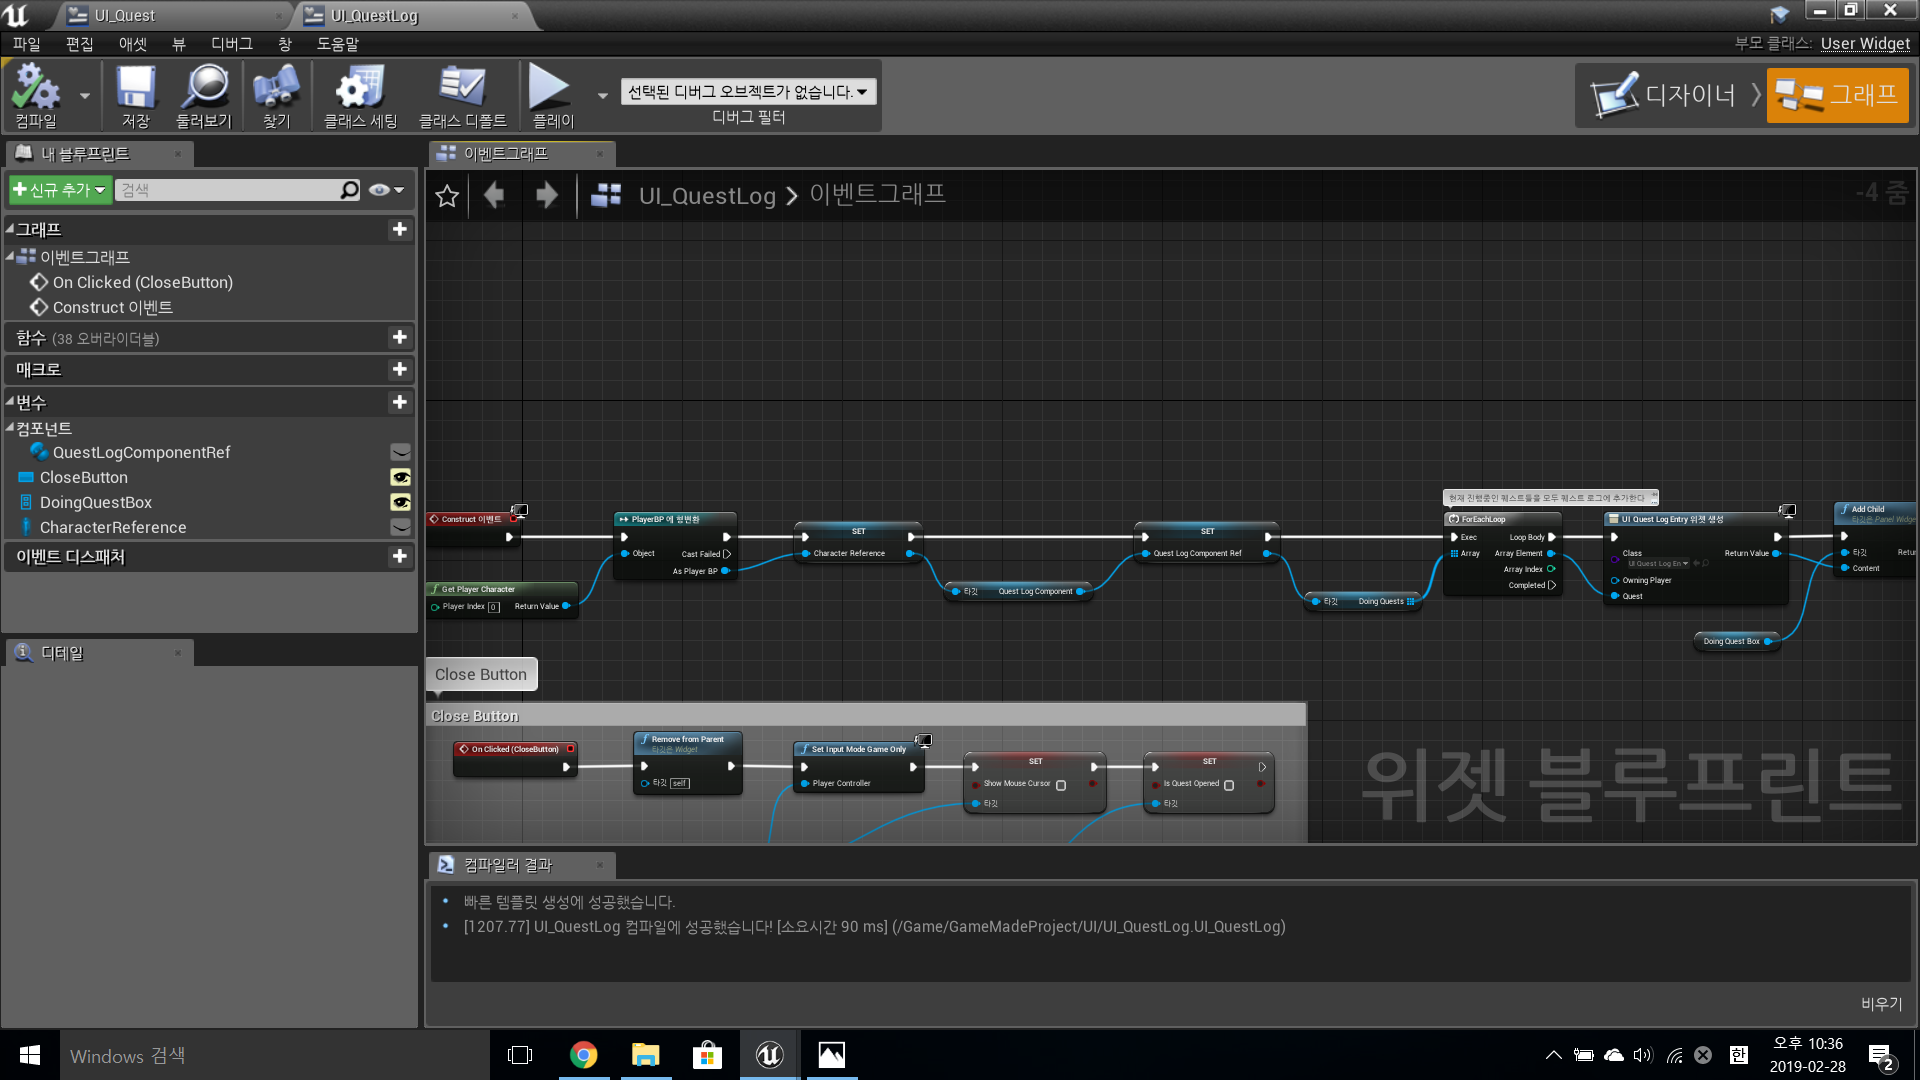 UI_Quest
UI_QuestLog
파일 편집 애셋 뷰 디버그 창 도움말
부모 클래스: User Widget
컴파일
저장
둘러보기
찾기
클래스 세팅
클래스 디폴트
플레이
선택된 디버그 오브젝트가 없습니다.
디버그 필터
디자이너
그래프
내 블루프린트
신규 추가
검색
그래프
이벤트그래프
On Clicked (CloseButton)
Construct 이벤트
함수 (38 오버라이더블)
매크로
변수
컴포넌트
QuestLogComponentRef
CloseButton
DoingQuestBox
CharacterReference
이벤트 디스패처
디테일
이벤트그래프
UI_QuestLog > 이벤트그래프
-4 줌
Construct 이벤트
Get Player Character
Player Index 0 Return Value
PlayerBP 에 형변환
Object Cast Failed
As Player BP
SET
Character Reference
타깃 Quest Log Component
SET
Quest Log Component Ref
타깃 Doing Quests
현재 진행중인 퀘스트들을 모두 퀘스트 로그에 추가한다
ForEachLoop
Exec Loop Body
Array Array Element
Array Index
Completed
UI Quest Log Entry 위젯 생성
Class
UI Quest Log En
Return Value
Owning Player
Quest
Doing Quest Box
Add Child
타깃은 Panel Widge
타깃 Retur
Content
Close Button
Close Button
On Clicked (CloseButton)
Remove from Parent
타깃은 Widget
타깃 self
Set Input Mode Game Only
Player Controller
SET
Show Mouse Cursor
타깃
SET
Is Quest Opened
타깃
위젯 블루프린트
컴파일러 결과
빠른 템플릿 생성에 성공했습니다.
[1207.77] UI_QuestLog 컴파일에 성공했습니다! [소요시간 90 ms] (/Game/GameMadeProject/UI/UI_QuestLog.UI_QuestLog)
비우기
Windows 검색
한
오후 10:36
2019-02-28
2